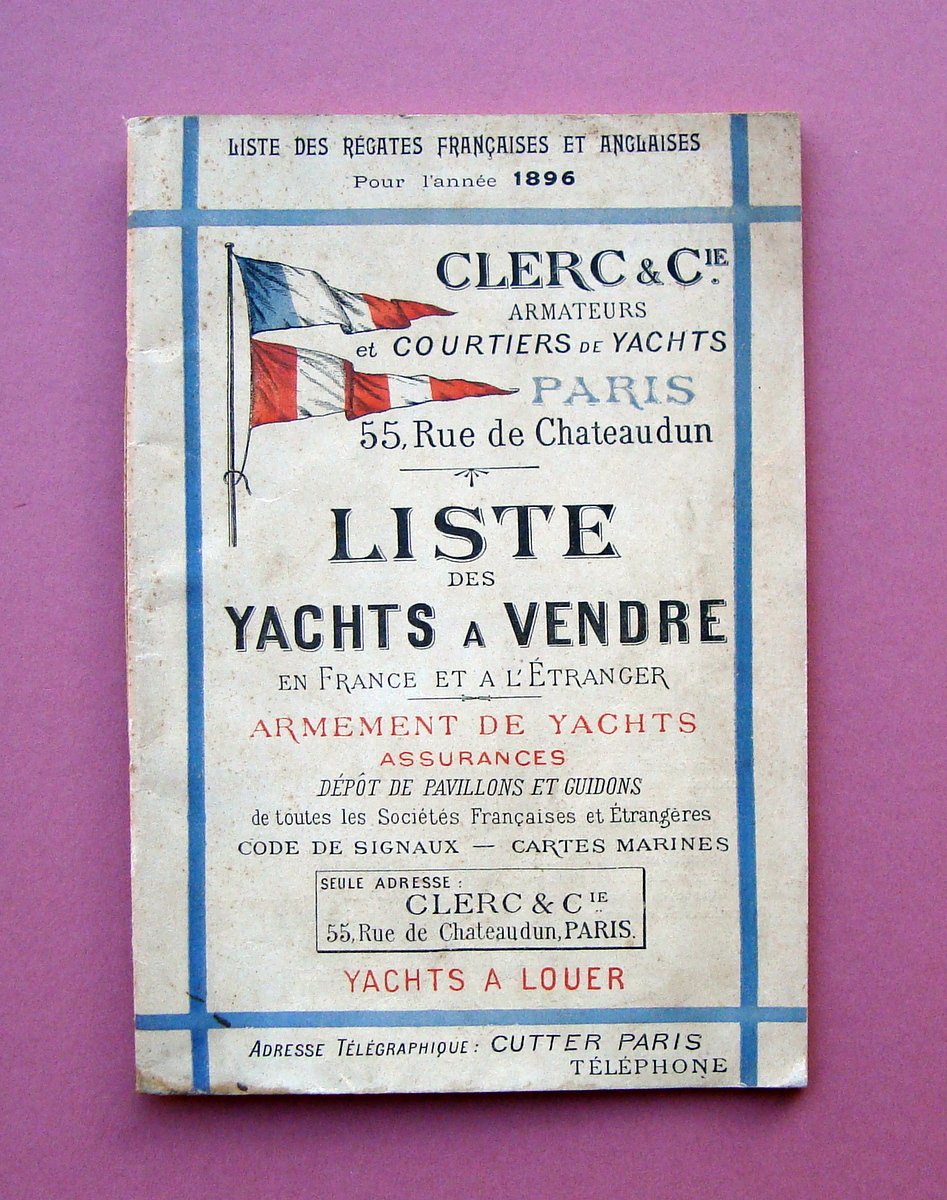 LISTE DES RÉGATES FRANÇAISES ET ANGLAISES
Pour l'année 1896
CLERC & CIE.
ARMATEURS
et COURTIERS DE YACHTS
PARIS
55, Rue de Chateaudun
LISTE
DES
YACHTS A VENDRE
EN FRANCE ET A L'ÉTRANGER
ARMEMENT DE YACHTS
ASSURANCES
DÉPÔT DE PAVILLONS ET GUIDONS
de toutes les Sociétés Françaises et Étrangères
CODE DE SIGNAUX — CARTES MARINES
SEULE ADRESSE :
CLERC & CIE
55, Rue de Chateaudun, PARIS.
YACHTS A LOUER
ADRESSE TÉLÉGRAPHIQUE : CUTTER PARIS
TÉLÉPHONE